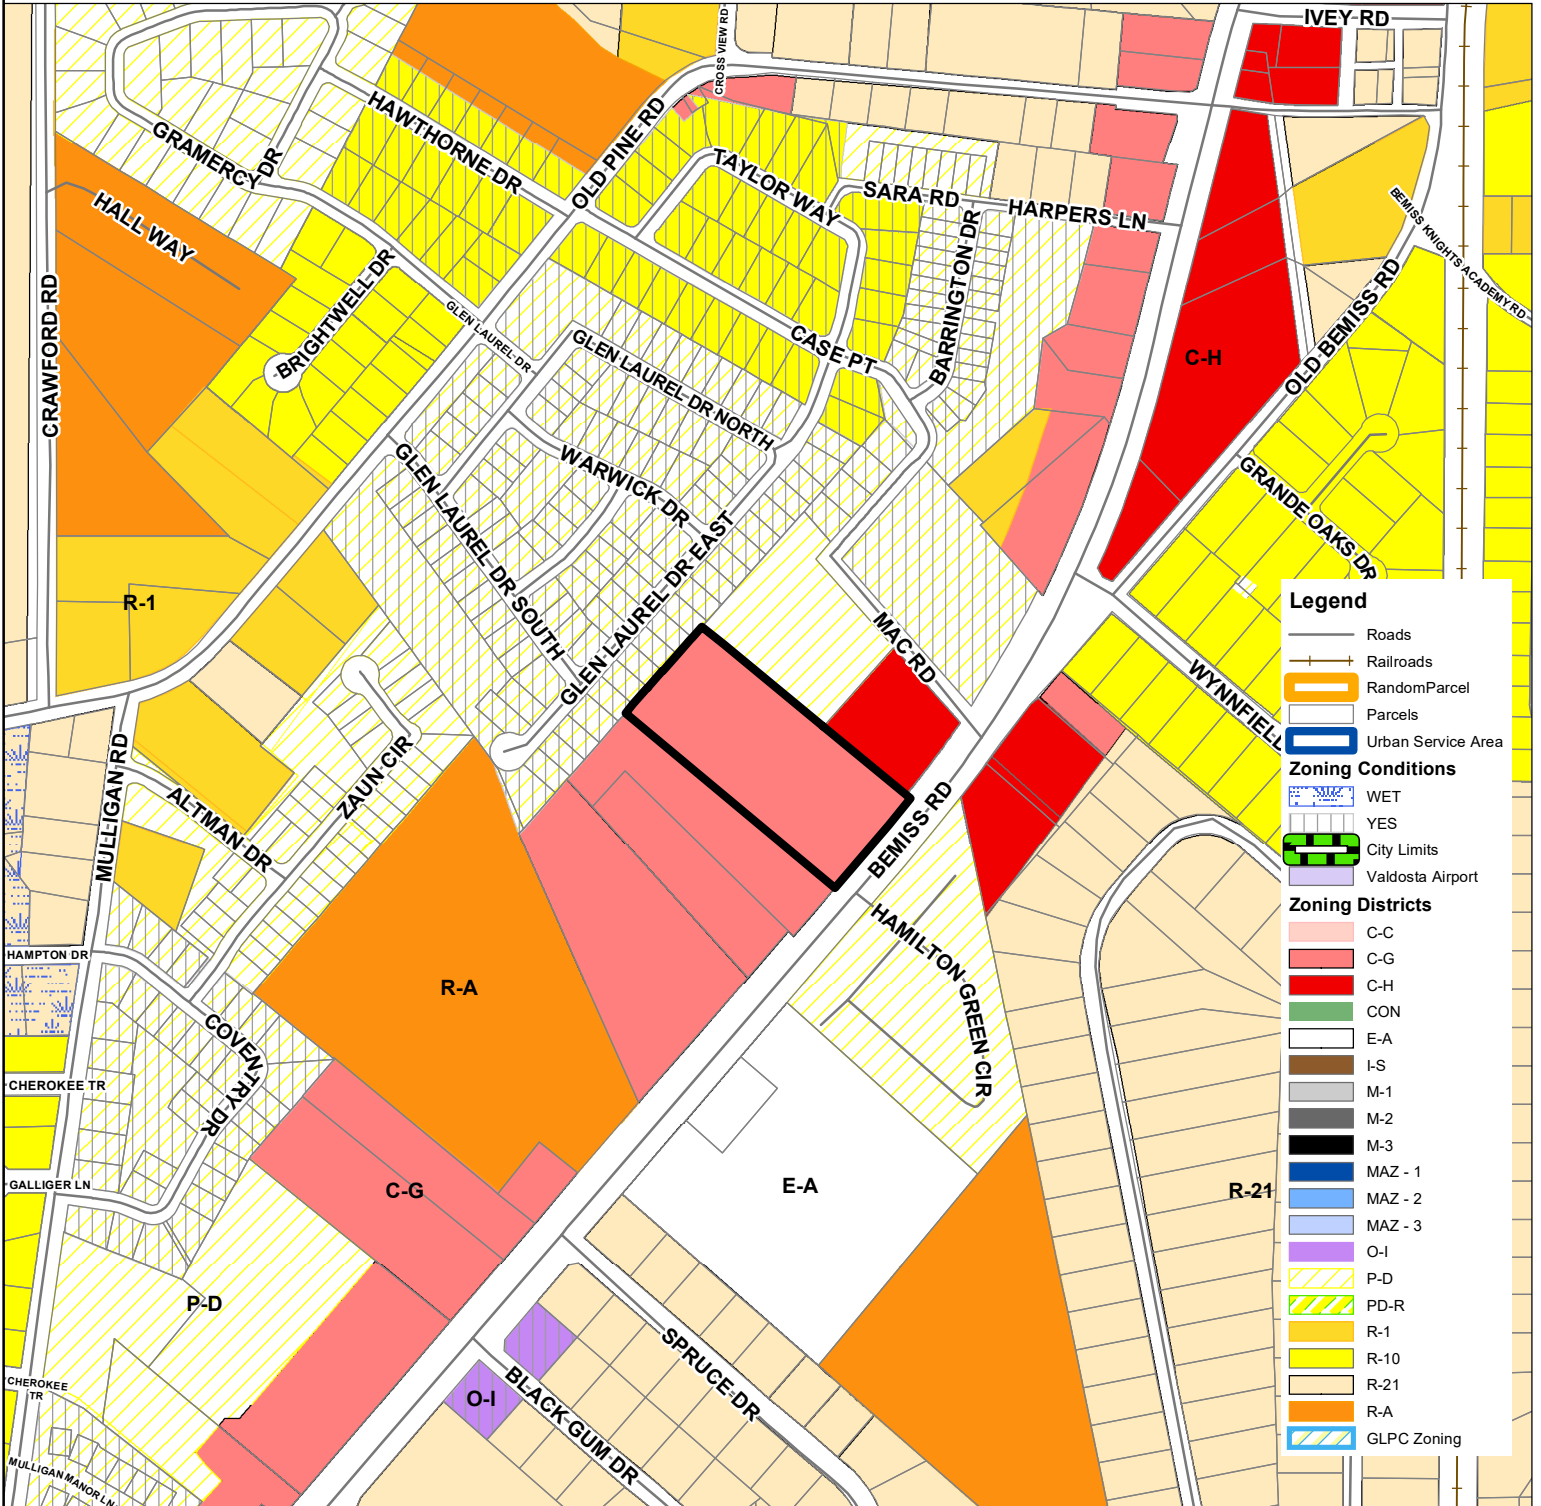 IVEY RD
CROSS VIEW RD
HAWTHORNE DR
OLD PINE RD
GRAMERCY DR
TAYLOR WAY
SARA RD
HARPERS LN
HALL WAY
BARRINGTON DR
BEMISS KNIGHTS ACADEMY RD
CRAWFORD RD
BRIGHTWELL DR
GLEN LAUREL DR
CASE PT
C-H
OLD BEMISS RD
GLEN LAUREL DR NORTH
WARWICK DR
GLEN LAUREL DR SOUTH
GLEN LAUREL DR EAST
GRANDE OAKS DR
R-1
MAC RD
WYNNFIEL
MULLIGAN RD
ALTMAN DR
ZAUN CIR
BEMISS RD
HAMILTON GREEN CIR
HAMPTON DR
R-A
COVENTRY DR
CHEROKEE TR
GALLIGER LN
C-G
E-A
R-21
P-D
SPRUCE DR
BLACK GUM DR
O-I
CHEROKEE
TR
MULLIGAN MANOR LN
Legend
Roads
Railroads
RandomParcel
Parcels
Urban Service Area
Zoning Conditions
WET
YES
City Limits
Valdosta Airport
Zoning Districts
C-C
C-G
C-H
CON
E-A
I-S
M-1
M-2
M-3
MAZ - 1
MAZ - 2
MAZ - 3
O-I
P-D
PD-R
R-1
R-10
R-21
R-A
GLPC Zoning